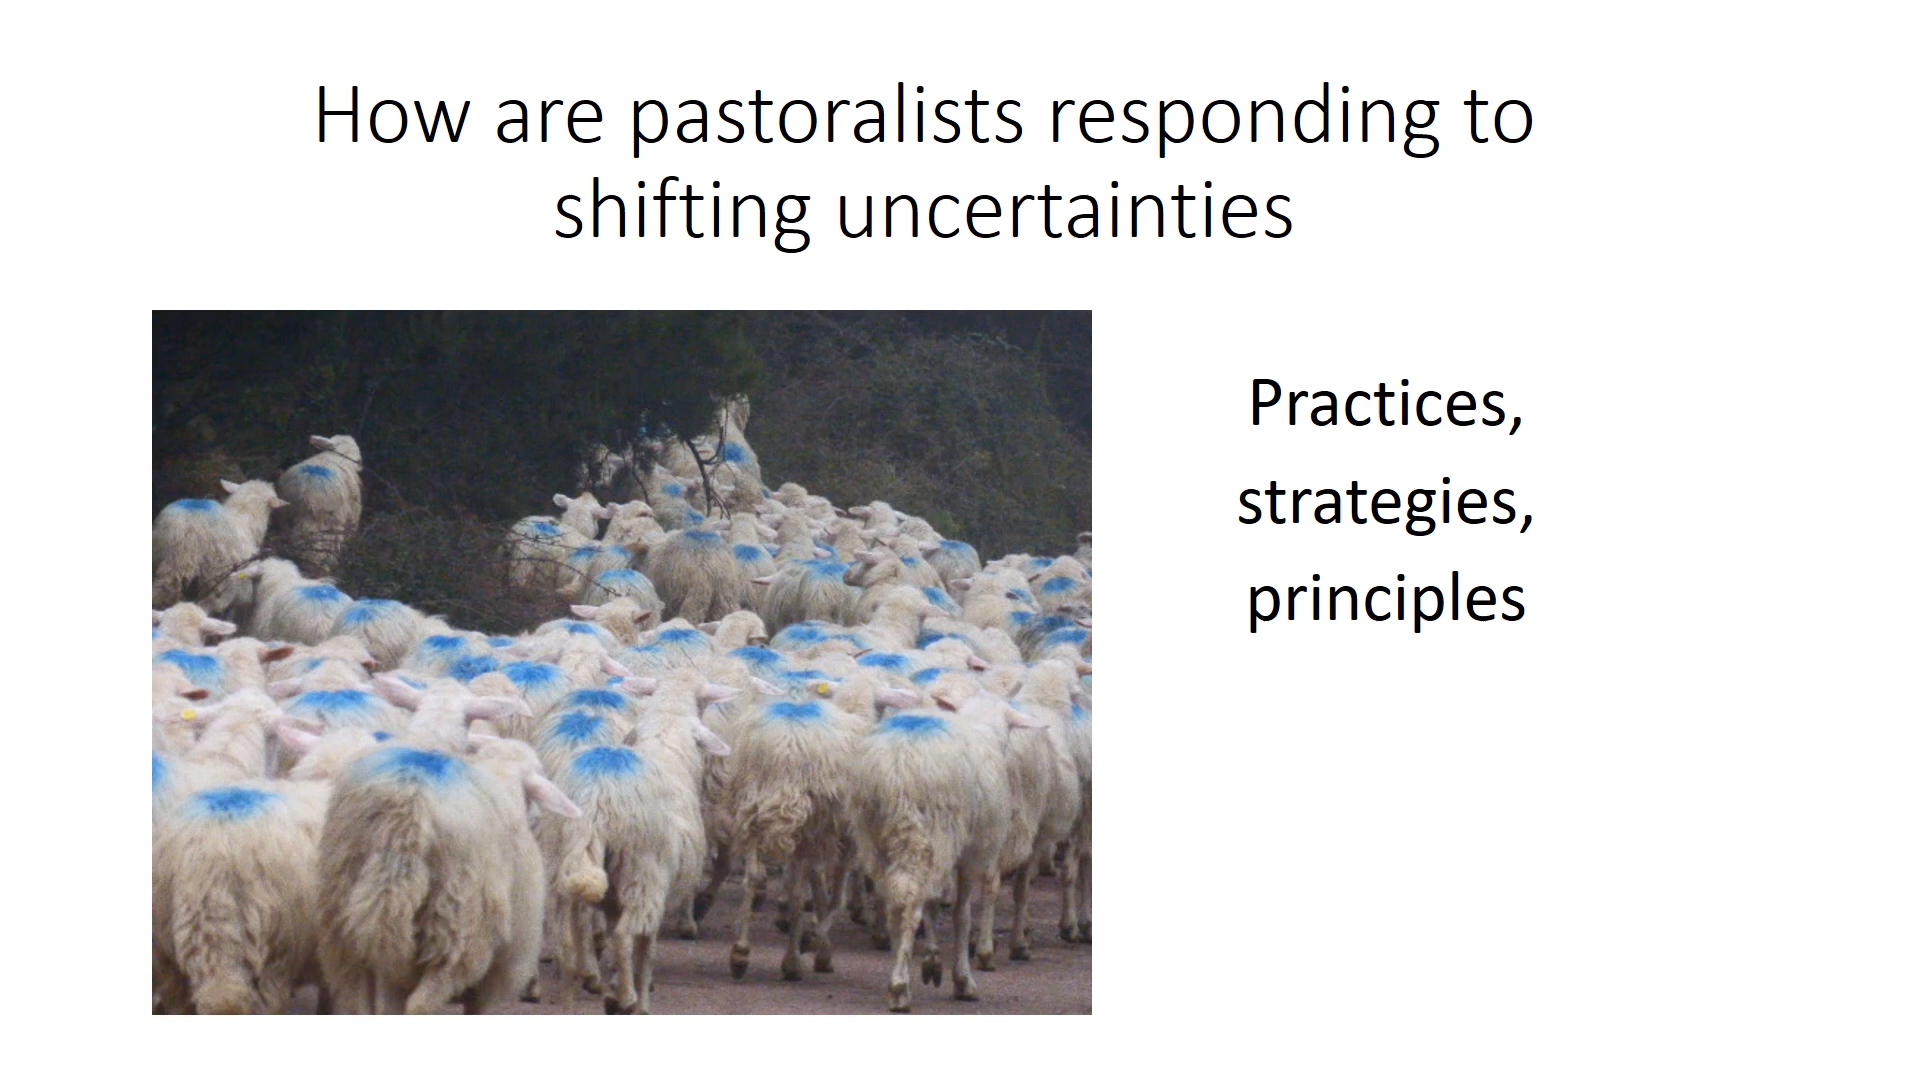 How are pastoralists responding to
shifting uncertainties
Practices,
strategies,
principles